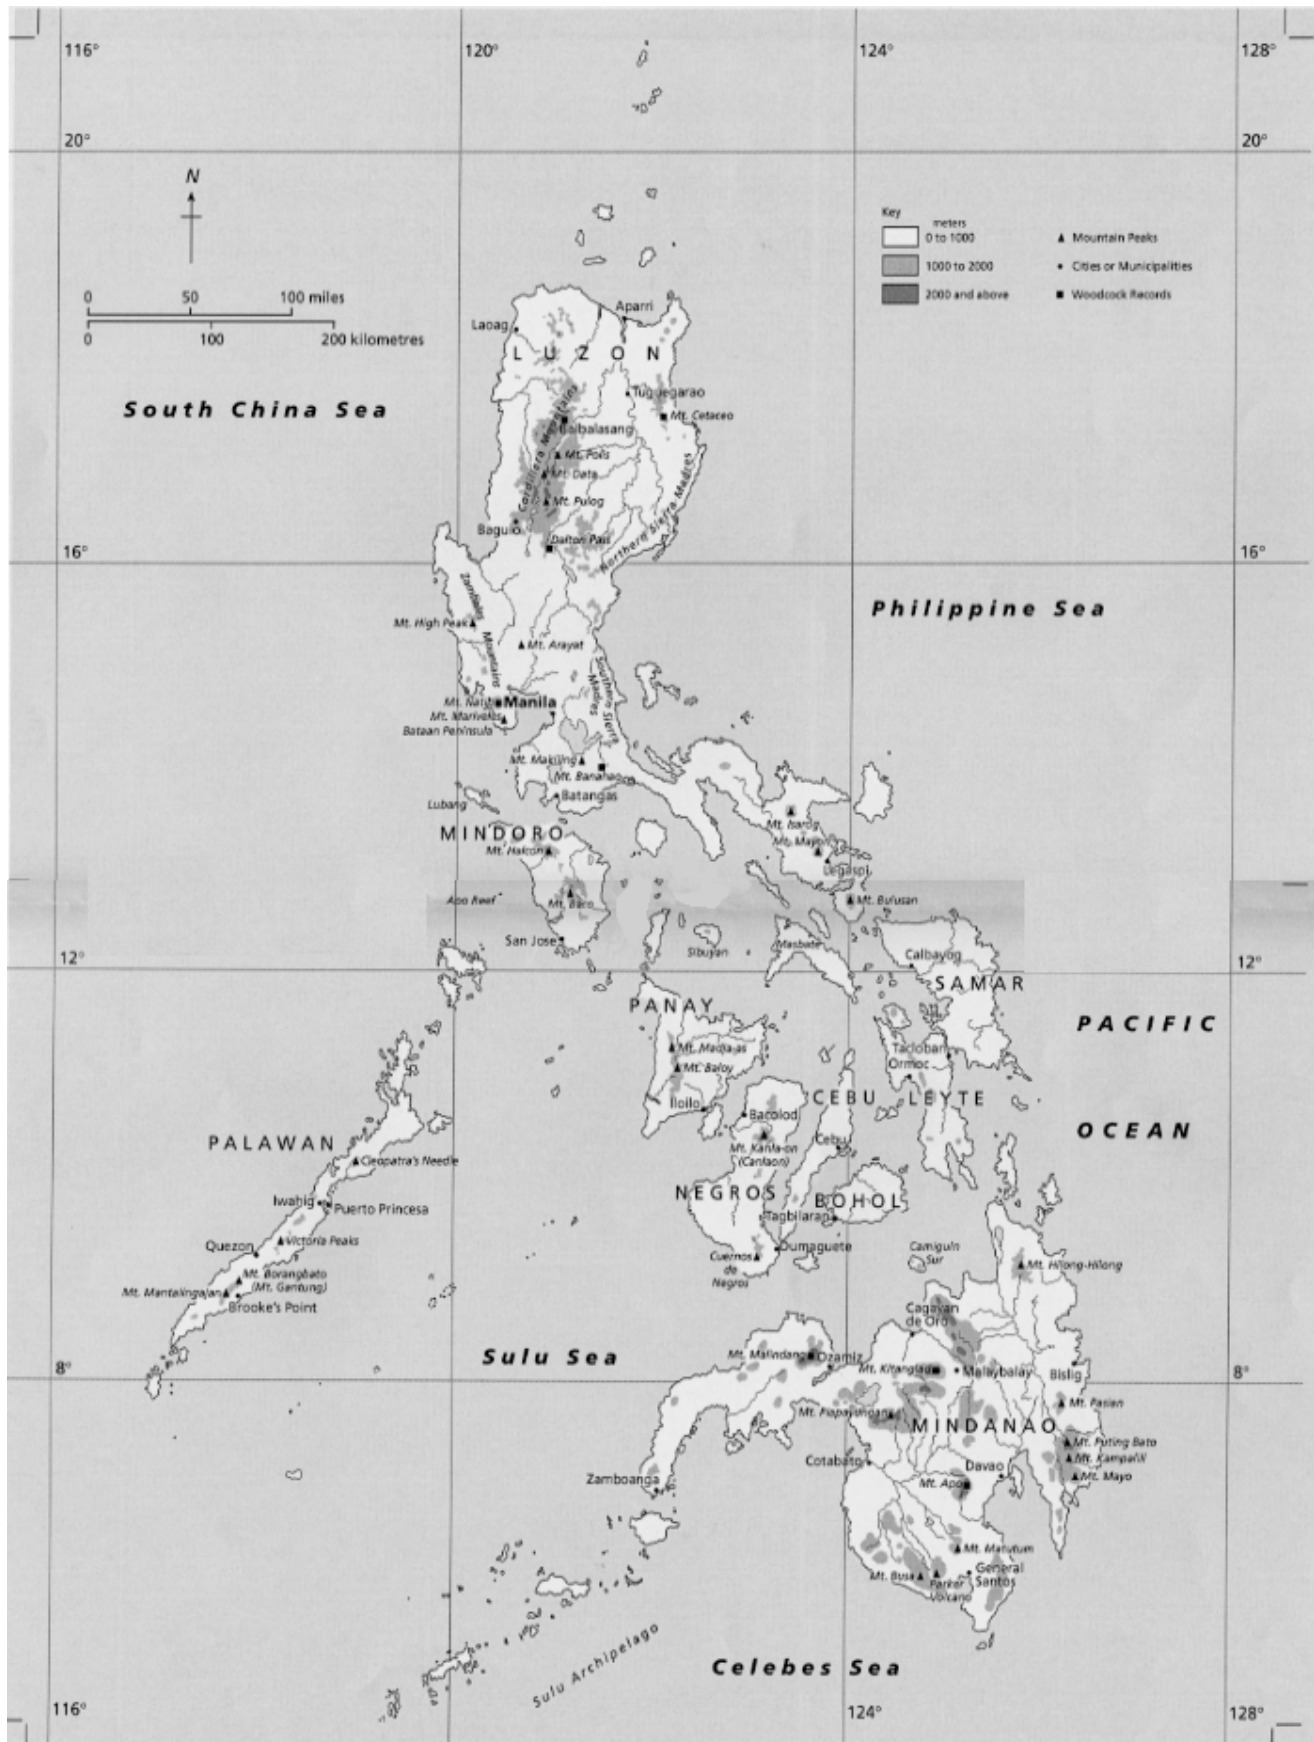 116°
120°
124°
128°
20°
20°
N
Key
meters
0 to 1000
1000 to 2000
2000 and above
Mountain Peaks
Cities or Municipalities
Woodcock Records
0 50 100 miles
0 100 200 kilometres
Aparri
Laoag
LUZON
Tuguegarao
South China Sea
Mt. Cetaceo
Balbalasang
Cordillera Mountains
Mt. Polis
Mt. Data
Mt. Pulog
Northern Sierra Madres
Baguio
Dalton Pass
16°
16°
Zambales Mountains
Philippine Sea
Mt. High Peak
Mt. Arayat
Southern Sierra Madres
Mt. Natib
Manila
Mt. Mariveles
Bataan Peninsula
Mt. Makiling
Mt. Banahao
Batangas
Lubang
MINDORO
Mt. Isarog
Mt. Halcon
Mt. Mayon
Legaspi
Apo Reef
Mt. Baco
Mt. Bulusan
San Jose
Sibuyan
Masbate
Calbayog
12°
12°
SAMAR
PANAY
PACIFIC
Mt. Madja-as
Tacloban
Mt. Baloy
Ormoc
Iloilo
CEBU
LEYTE
Bacolod
OCEAN
PALAWAN
Cebu
Mt. Kanla-on
(Canlaon)
Cleopatra's Needle
NEGROS
BOHOL
Iwahig
Puerto Princesa
Tagbilaran
Quezon
Victoria Peaks
Dumaguete
Cuernos
de
Negros
Camiguin
Sur
Mt. Hilong-Hilong
Mt. Borangbato
(Mt. Gantung)
Mt. Mantalingajan
Brooke's Point
Cagayan
de Oro
Sulu Sea
Mt. Malindang
Ozamiz
Mt. Kitanglad
Malaybalay
Bislig
8°
8°
Mt. Pasian
Mt. Piapayungan
MINDANAO
Mt. Puting Bato
Mt. Kampalili
Cotabato
Davao
Mt. Mayo
Zamboanga
Mt. Apo
Mt. Matutum
Mt. Busa
Parker
Volcano
General
Santos
Sulu Archipelago
Celebes Sea
116°
124°
128°